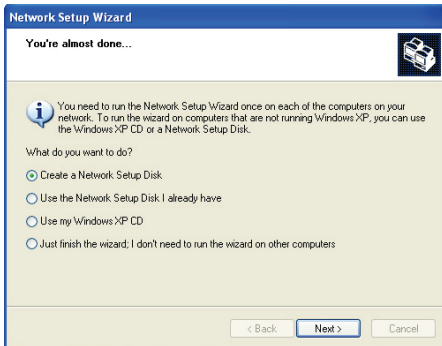 Network Setup Wizard
You're almost done...
You need to run the Network Setup Wizard once on each of the computers on your
network. To run the wizard on computers that are not running Windows XP, you can use
the Windows XP CD or a Network Setup Disk.
What do you want to do?
Create a Network Setup Disk
Use the Network Setup Disk I already have
Use my Windows XP CD
Just finish the wizard; I don't need to run the wizard on other computers
< Back Next > Cancel